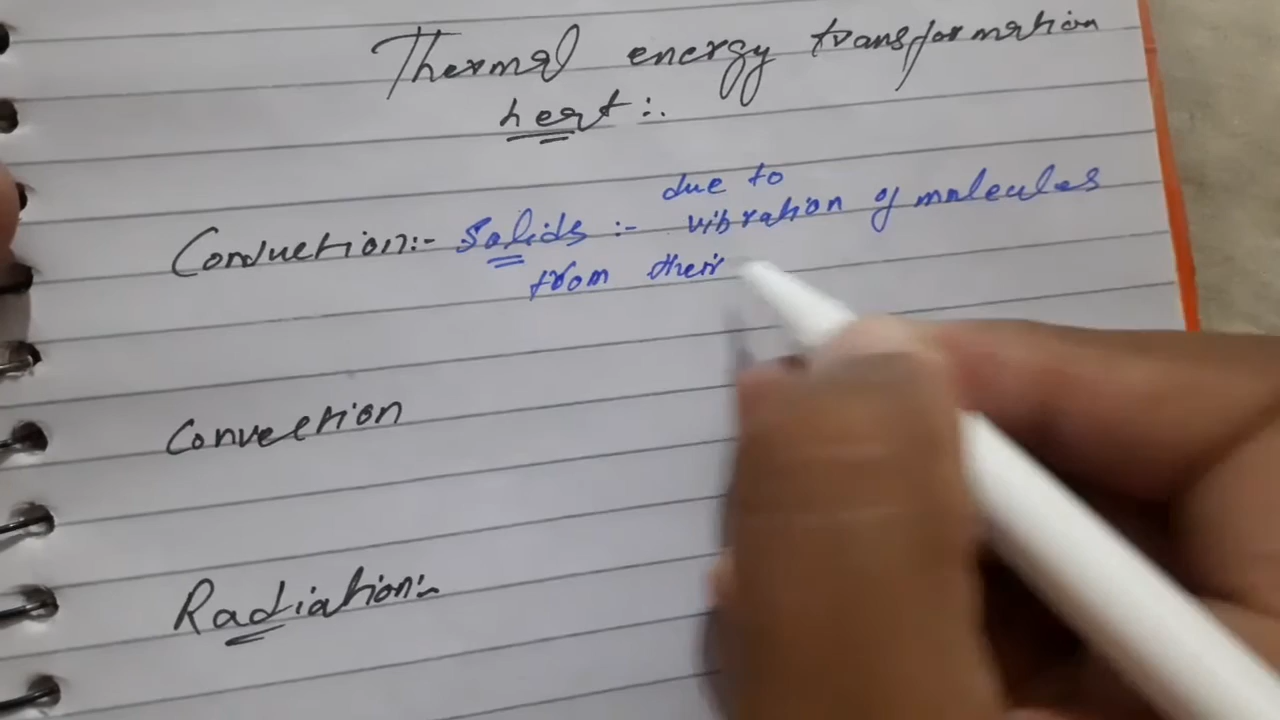 Thermal energy transformation
heat:.
Conduction:- Solids :- due to
vibration of molecules
from their
Convection
Radiation:-